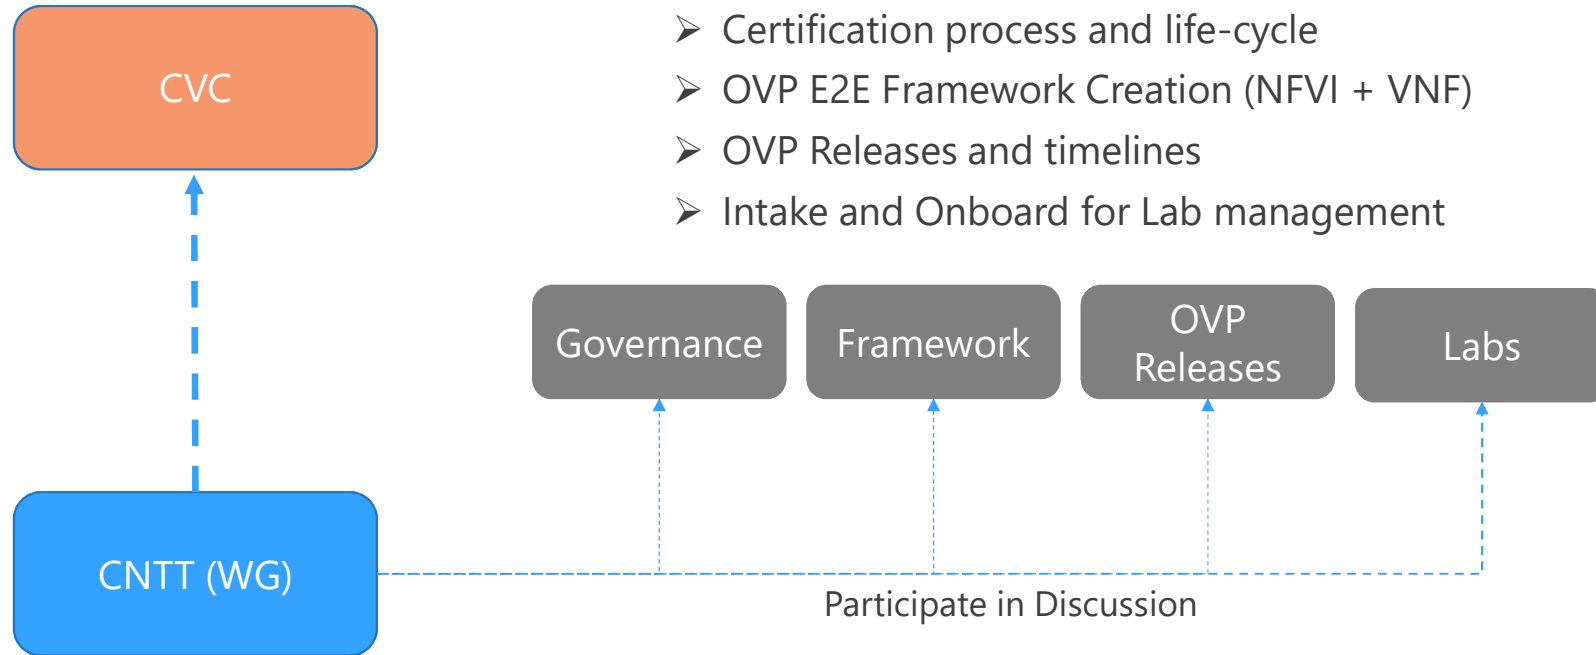 CVC
➢ Certification process and life-cycle
➢ OVP E2E Framework Creation (NFVI + VNF)
➢ OVP Releases and timelines
➢ Intake and Onboard for Lab management
Governance
Framework
OVP
Releases
Labs
CNTT (WG)
Participate in Discussion